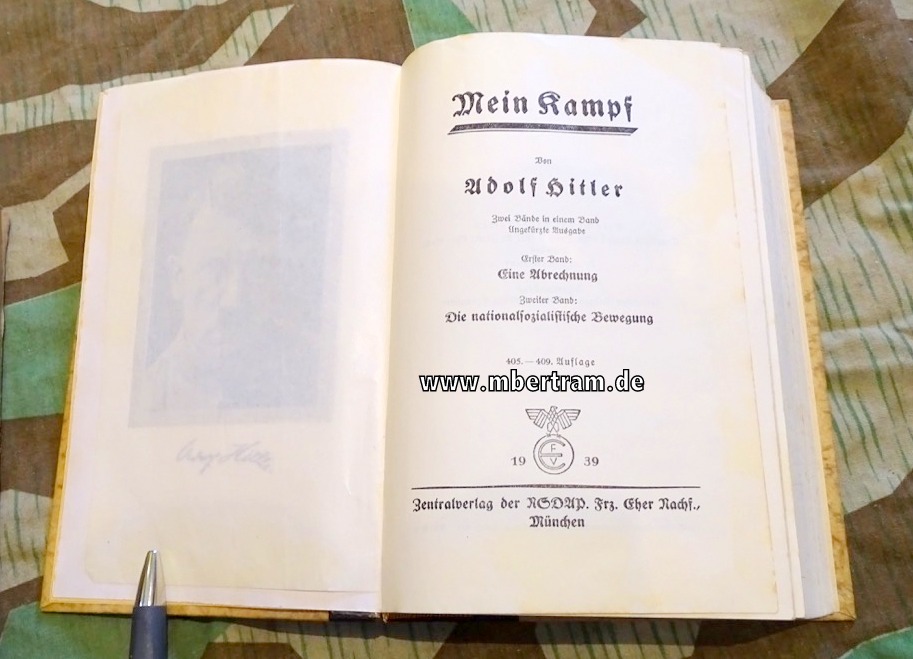 Mein Kampf
Von
Adolf Hitler
Zwei Bände in einem Band
Ungekürzte Ausgabe
Erster Band:
Eine Abrechnung
Zweiter Band:
Die nationalsozialistische Bewegung
405. — 409. Auflage
www.mbertram.de
F
E
V
19 39
Zentralverlag der NSDAP. Frz. Eher Nachf.,
München